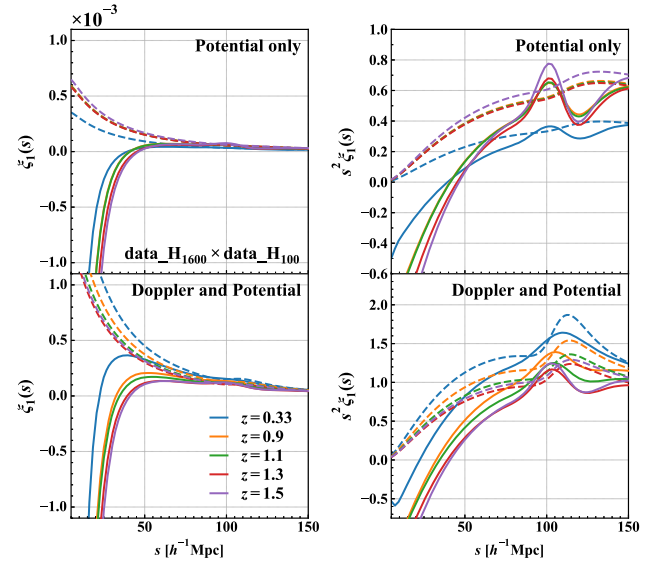 ×10⁻³
1.0
0.5
0.0
−0.5
−1.0
ξ₁(s)
Potential only
data_H₁₆₀₀ × data_H₁₀₀
1.0
0.8
0.6
0.4
0.2
0.0
−0.2
−0.4
−0.6
s² ξ₁(s)
Potential only
1.0
0.5
0.0
−0.5
−1.0
ξ₁(s)
Doppler and Potential
z = 0.33
z = 0.9
z = 1.1
z = 1.3
z = 1.5
50 100 150
s [h⁻¹Mpc]
2.0
1.5
1.0
0.5
0.0
−0.5
s² ξ₁(s)
Doppler and Potential
50 100 150
s [h⁻¹Mpc]